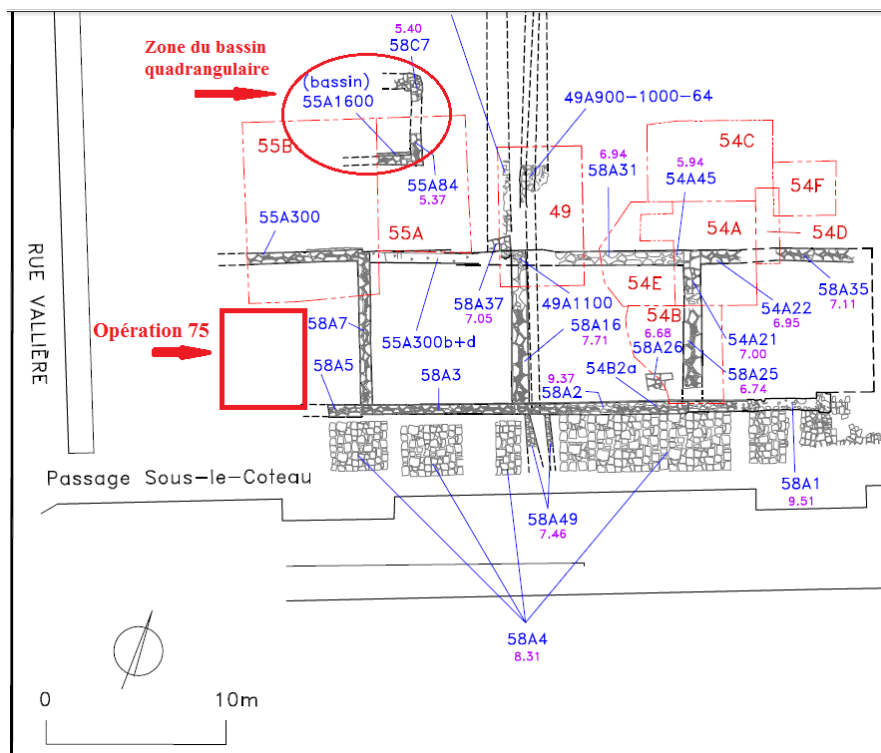 5.40
58C7
Zone du bassin
quadrangulaire
(bassin)
55A1600
49A900-1000-64
55B
55A84
5.37
6.94
58A31
5.94
54A45
54C
54F
55A300
55A
49
54A
54D
54E
RUE VALLIÈRE
58A37
7.05
49A1100
54A22
6.95
58A35
7.11
Opération 75
58A7
55A300b+d
58A16
7.71
54B
6.68
58A26
54A21
7.00
58A5
58A3
9.37
58A2
54B2a
58A25
6.74
Passage Sous-le-Coteau
58A49
7.46
58A1
9.51
58A4
8.31
0
10m